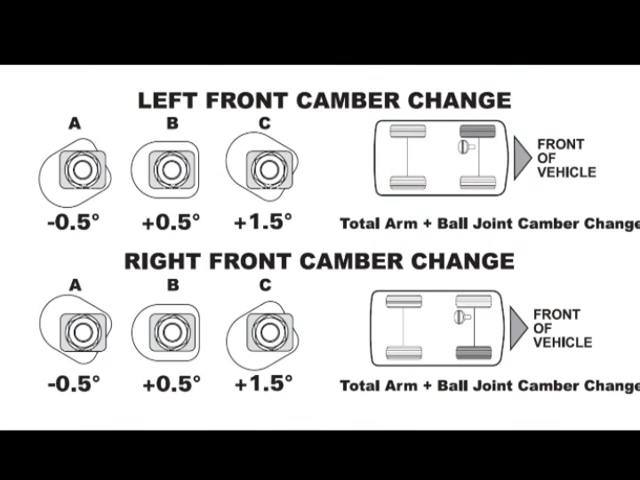 LEFT FRONT CAMBER CHANGE
A B C
-0.5° +0.5° +1.5°
FRONT
OF
VEHICLE
Total Arm + Ball Joint Camber Change
RIGHT FRONT CAMBER CHANGE
A B C
-0.5° +0.5° +1.5°
FRONT
OF
VEHICLE
Total Arm + Ball Joint Camber Change